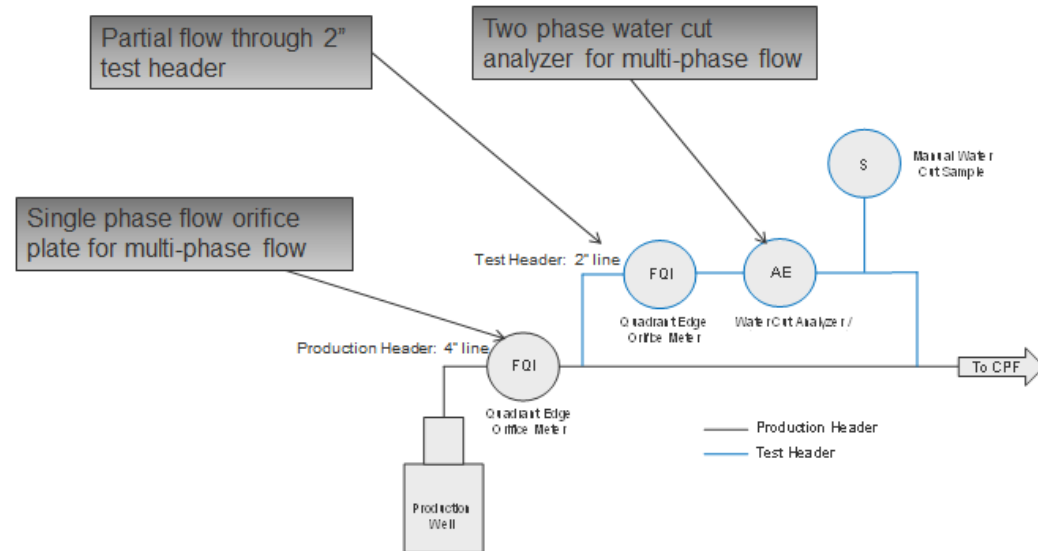 Partial flow through 2"
test header
Two phase water cut
analyzer for multi-phase flow
S
Manual Water
Cut Sample
Single phase flow orifice
plate for multi-phase flow
Test Header: 2" line
FQI
AE
Quadrant Edge
Orifice Meter
Water Cut Analyzer /
Production Header: 4" line
FQI
To CPF
Quadrant Edge
Orifice Meter
Production Header
Test Header
Production
Well